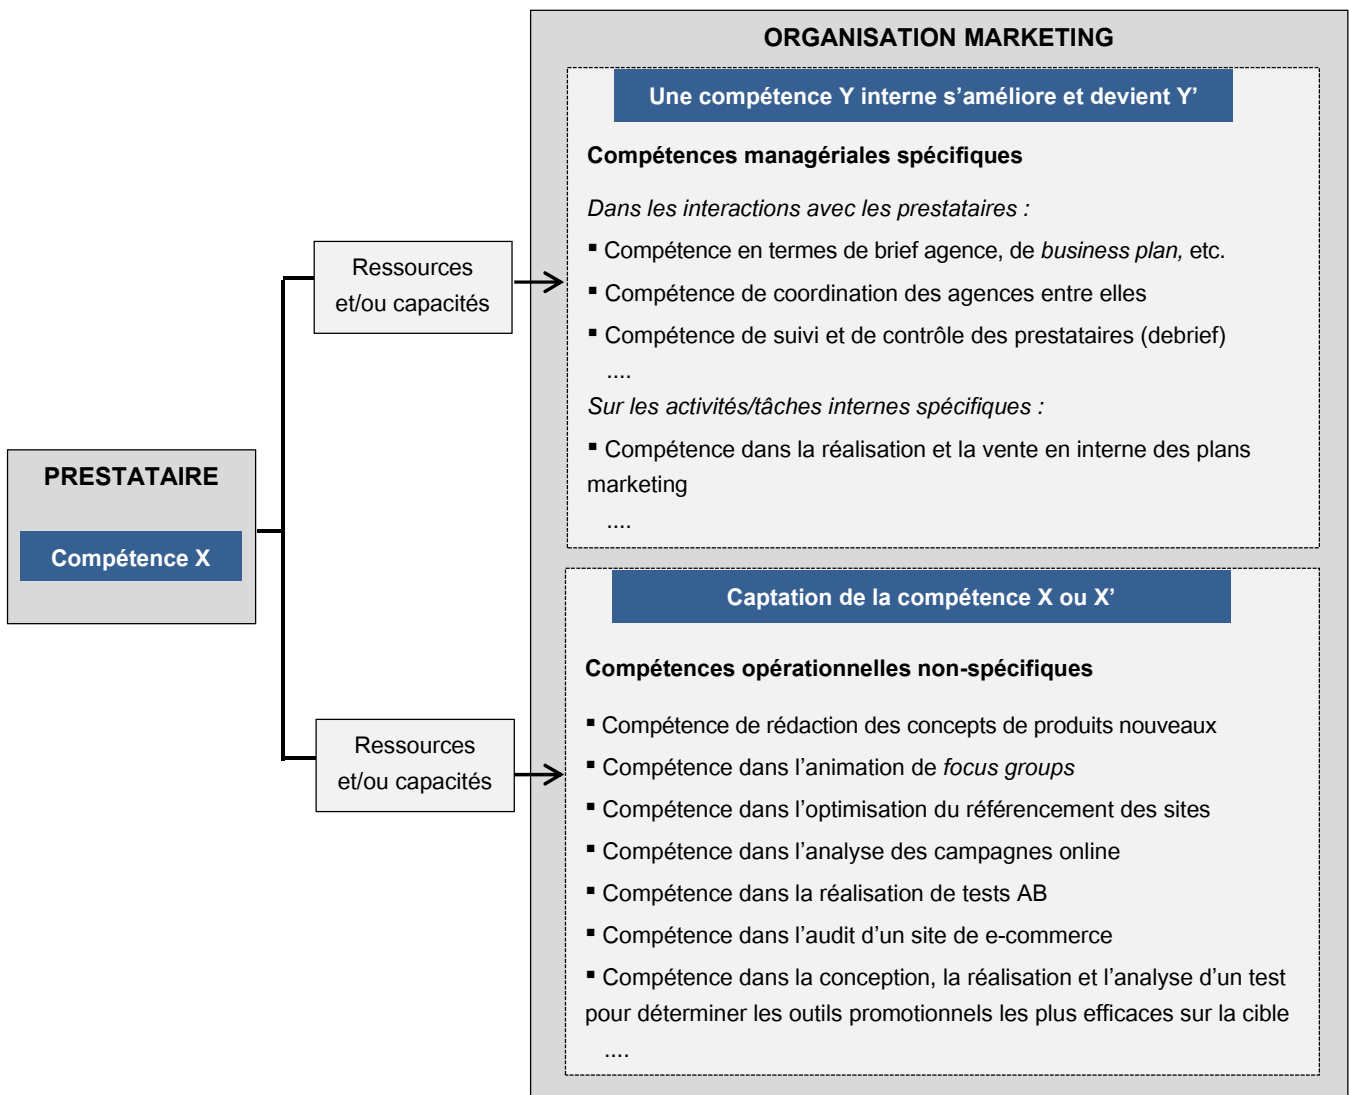 ORGANISATION MARKETING
Une compétence Y interne s’améliore et devient Y’
Compétences managériales spécifiques
Dans les interactions avec les prestataires :
▪ Compétence en termes de brief agence, de business plan, etc.
▪ Compétence de coordination des agences entre elles
▪ Compétence de suivi et de contrôle des prestataires (debrief)
....
Sur les activités/tâches internes spécifiques :
▪ Compétence dans la réalisation et la vente en interne des plans
marketing
....
Ressources
et/ou capacités
PRESTATAIRE
Compétence X
Captation de la compétence X ou X’
Compétences opérationnelles non-spécifiques
▪ Compétence de rédaction des concepts de produits nouveaux
▪ Compétence dans l’animation de focus groups
▪ Compétence dans l’optimisation du référencement des sites
▪ Compétence dans l’analyse des campagnes online
▪ Compétence dans la réalisation de tests AB
▪ Compétence dans l’audit d’un site de e-commerce
▪ Compétence dans la conception, la réalisation et l’analyse d’un test
pour déterminer les outils promotionnels les plus efficaces sur la cible
....
Ressources
et/ou capacités